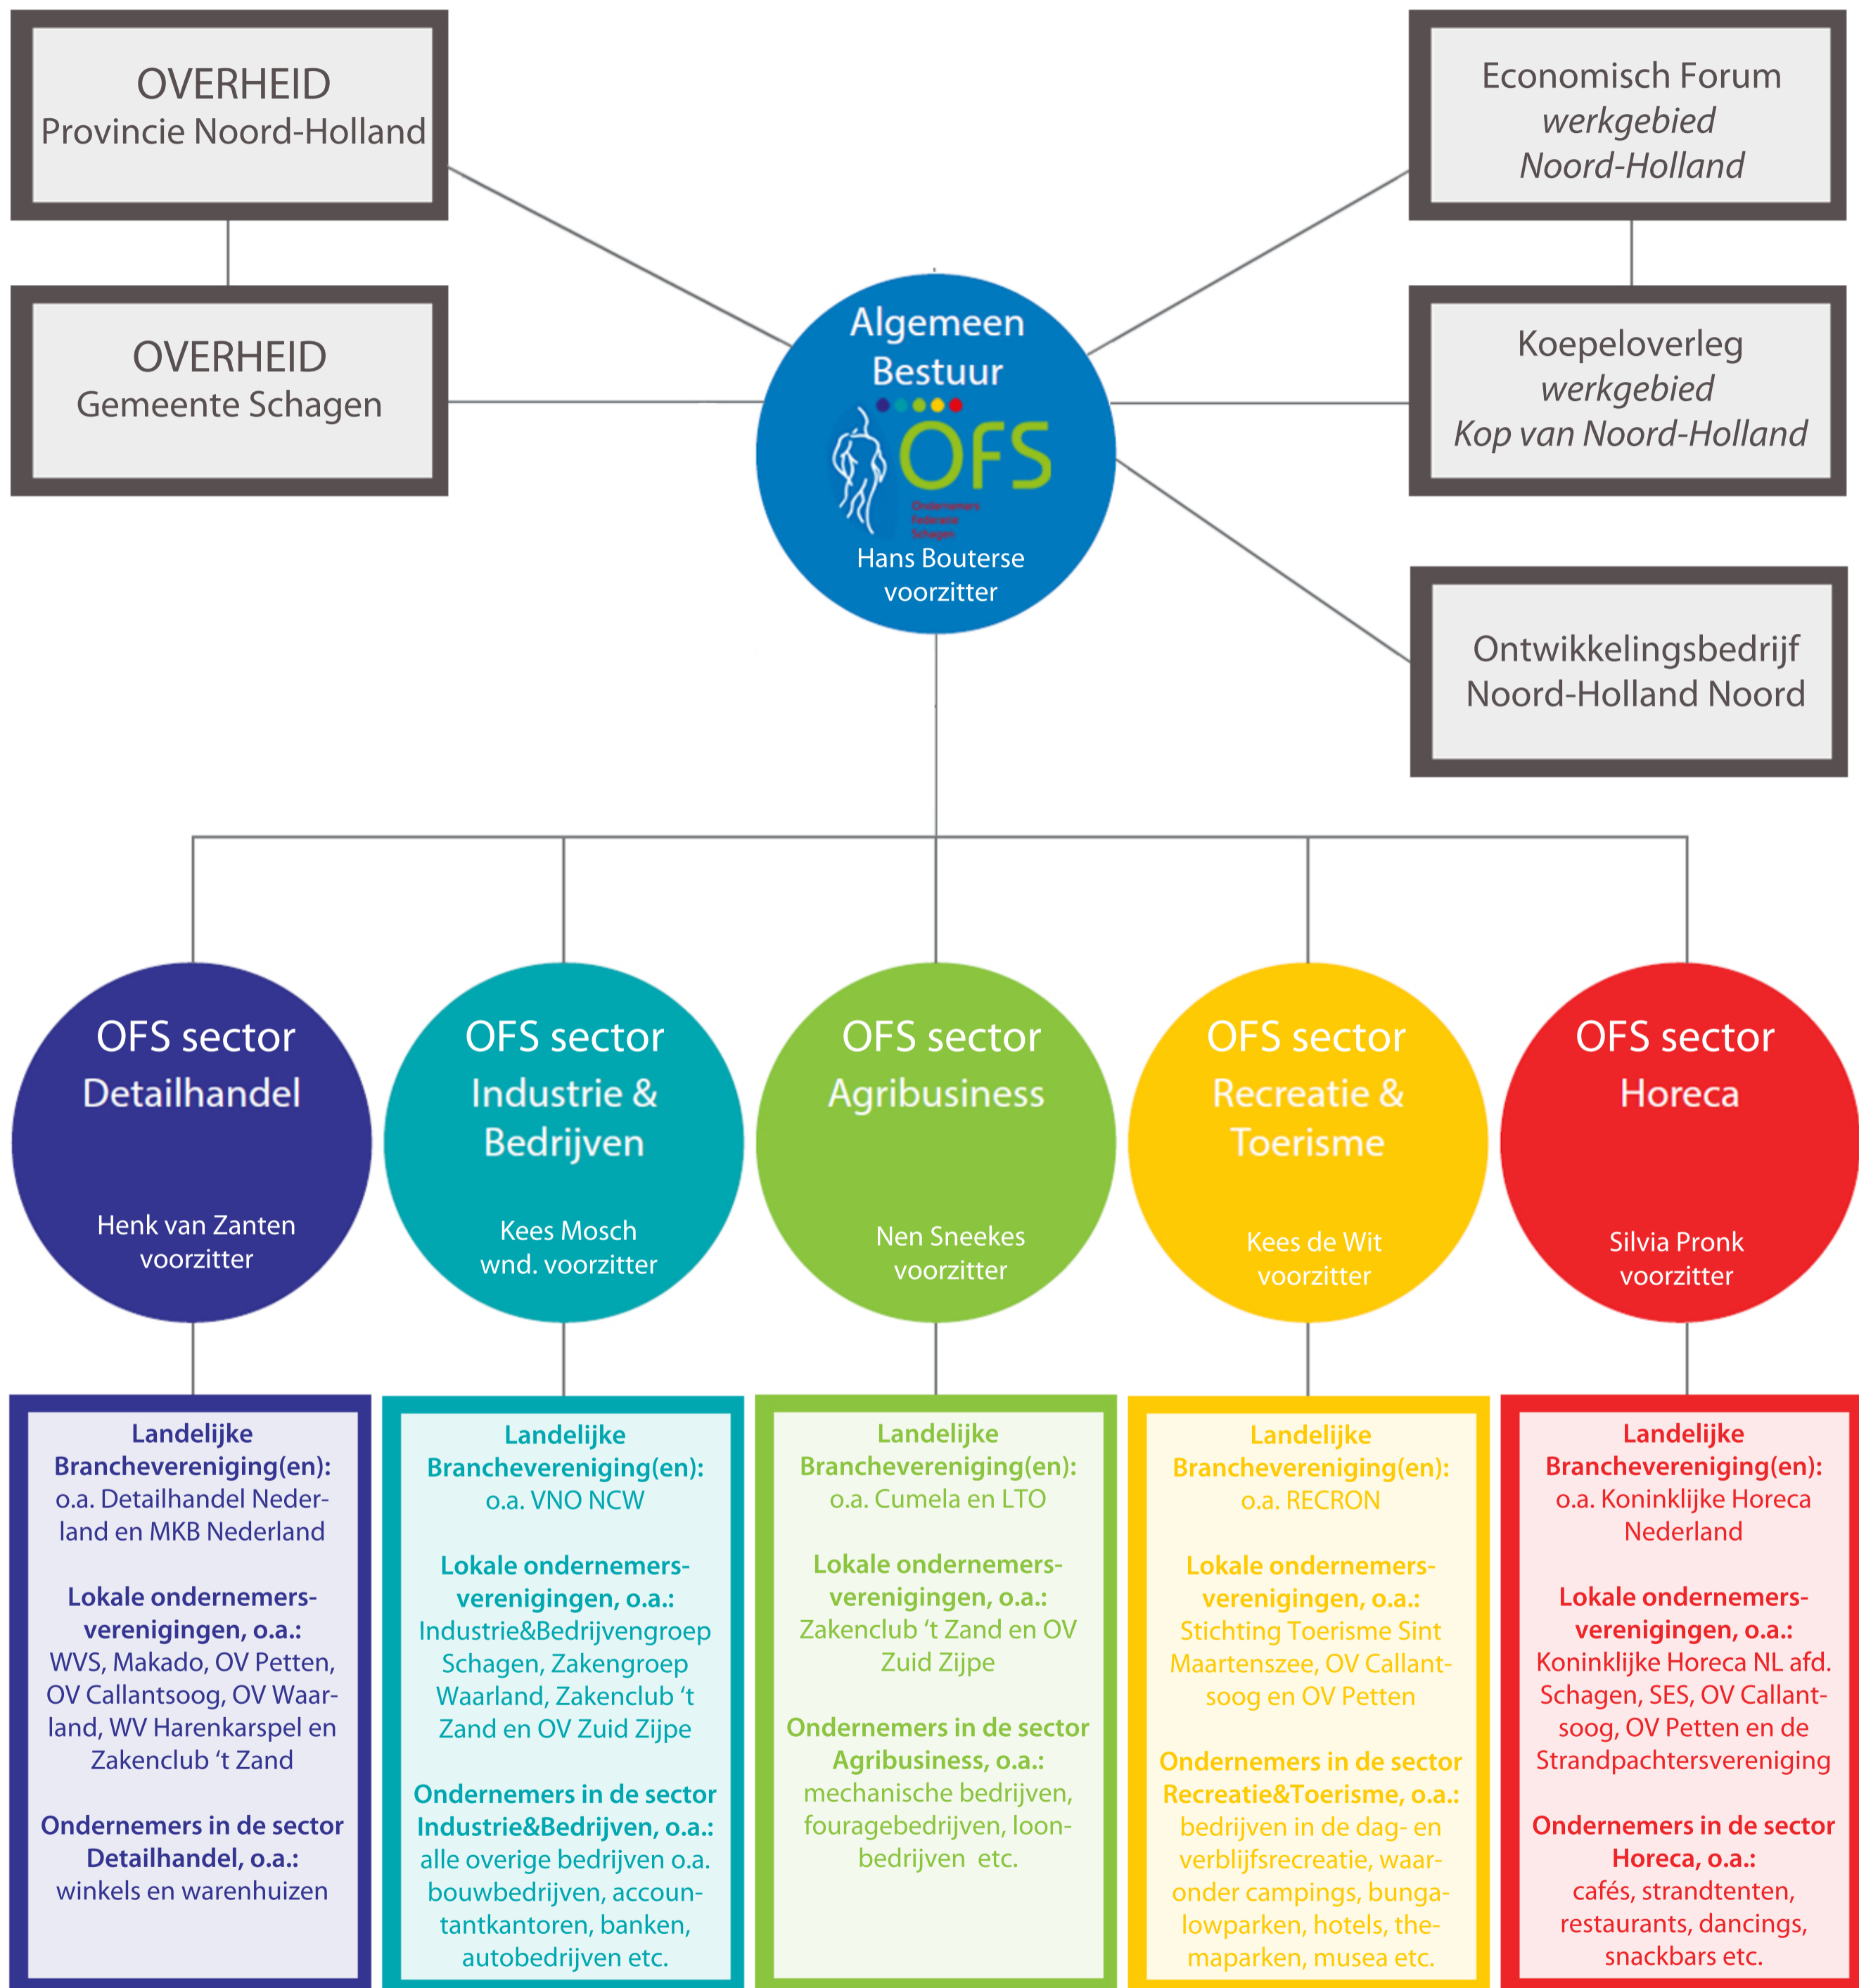 OVERHEID
Provincie Noord-Holland
Economisch Forum
werkgebied
Noord-Holland
OVERHEID
Gemeente Schagen
Algemeen
Bestuur
OFS
Ondernemers
Federatie
Schagen
Hans Bouterse
voorzitter
Koepeloverleg
werkgebied
Kop van Noord-Holland
Ontwikkelingsbedrijf
Noord-Holland Noord
OFS sector
Detailhandel
Henk van Zanten
voorzitter
OFS sector
Industrie &
Bedrijven
Kees Mosch
wnd. voorzitter
OFS sector
Agribusiness
Nen Sneekes
voorzitter
OFS sector
Recreatie &
Toerisme
Kees de Wit
voorzitter
OFS sector
Horeca
Silvia Pronk
voorzitter
Landelijke
Branchevereniging(en):
o.a. Detailhandel Neder-
land en MKB Nederland
Lokale ondernemers-
verenigingen, o.a.:
WVS, Makado, OV Petten,
OV Callantsoog, OV Waar-
land, WV Harenkarspel en
Zakenclub ‘t Zand
Ondernemers in de sector
Detailhandel, o.a.:
winkels en warenhuizen
Landelijke
Branchevereniging(en):
o.a. VNO NCW
Lokale ondernemers-
verenigingen, o.a.:
Industrie&Bedrijvengroep
Schagen, Zakengroep
Waarland, Zakenclub ‘t
Zand en OV Zuid Zijpe
Ondernemers in de sector
Industrie&Bedrijven, o.a.:
alle overige bedrijven o.a.
bouwbedrijven, accoun-
tantkantoren, banken,
autobedrijven etc.
Landelijke
Branchevereniging(en):
o.a. Cumela en LTO
Lokale ondernemers-
verenigingen, o.a.:
Zakenclub ‘t Zand en OV
Zuid Zijpe
Ondernemers in de sector
Agribusiness, o.a.:
mechanische bedrijven,
fouragebedrijven, loon-
bedrijven etc.
Landelijke
Branchevereniging(en):
o.a. RECRON
Lokale ondernemers-
verenigingen, o.a.:
Stichting Toerisme Sint
Maartenszee, OV Callant-
soog en OV Petten
Ondernemers in de sector
Recreatie&Toerisme, o.a.:
bedrijven in de dag- en
verblijfsrecreatie, waar-
onder campings, bunga-
lowparken, hotels, the-
maparken, musea etc.
Landelijke
Branchevereniging(en):
o.a. Koninklijke Horeca
Nederland
Lokale ondernemers-
verenigingen, o.a.:
Koninklijke Horeca NL afd.
Schagen, SES, OV Callant-
soog, OV Petten en de
Strandpachtersvereniging
Ondernemers in de sector
Horeca, o.a.:
cafés, strandtenten,
restaurants, dancings,
snackbars etc.